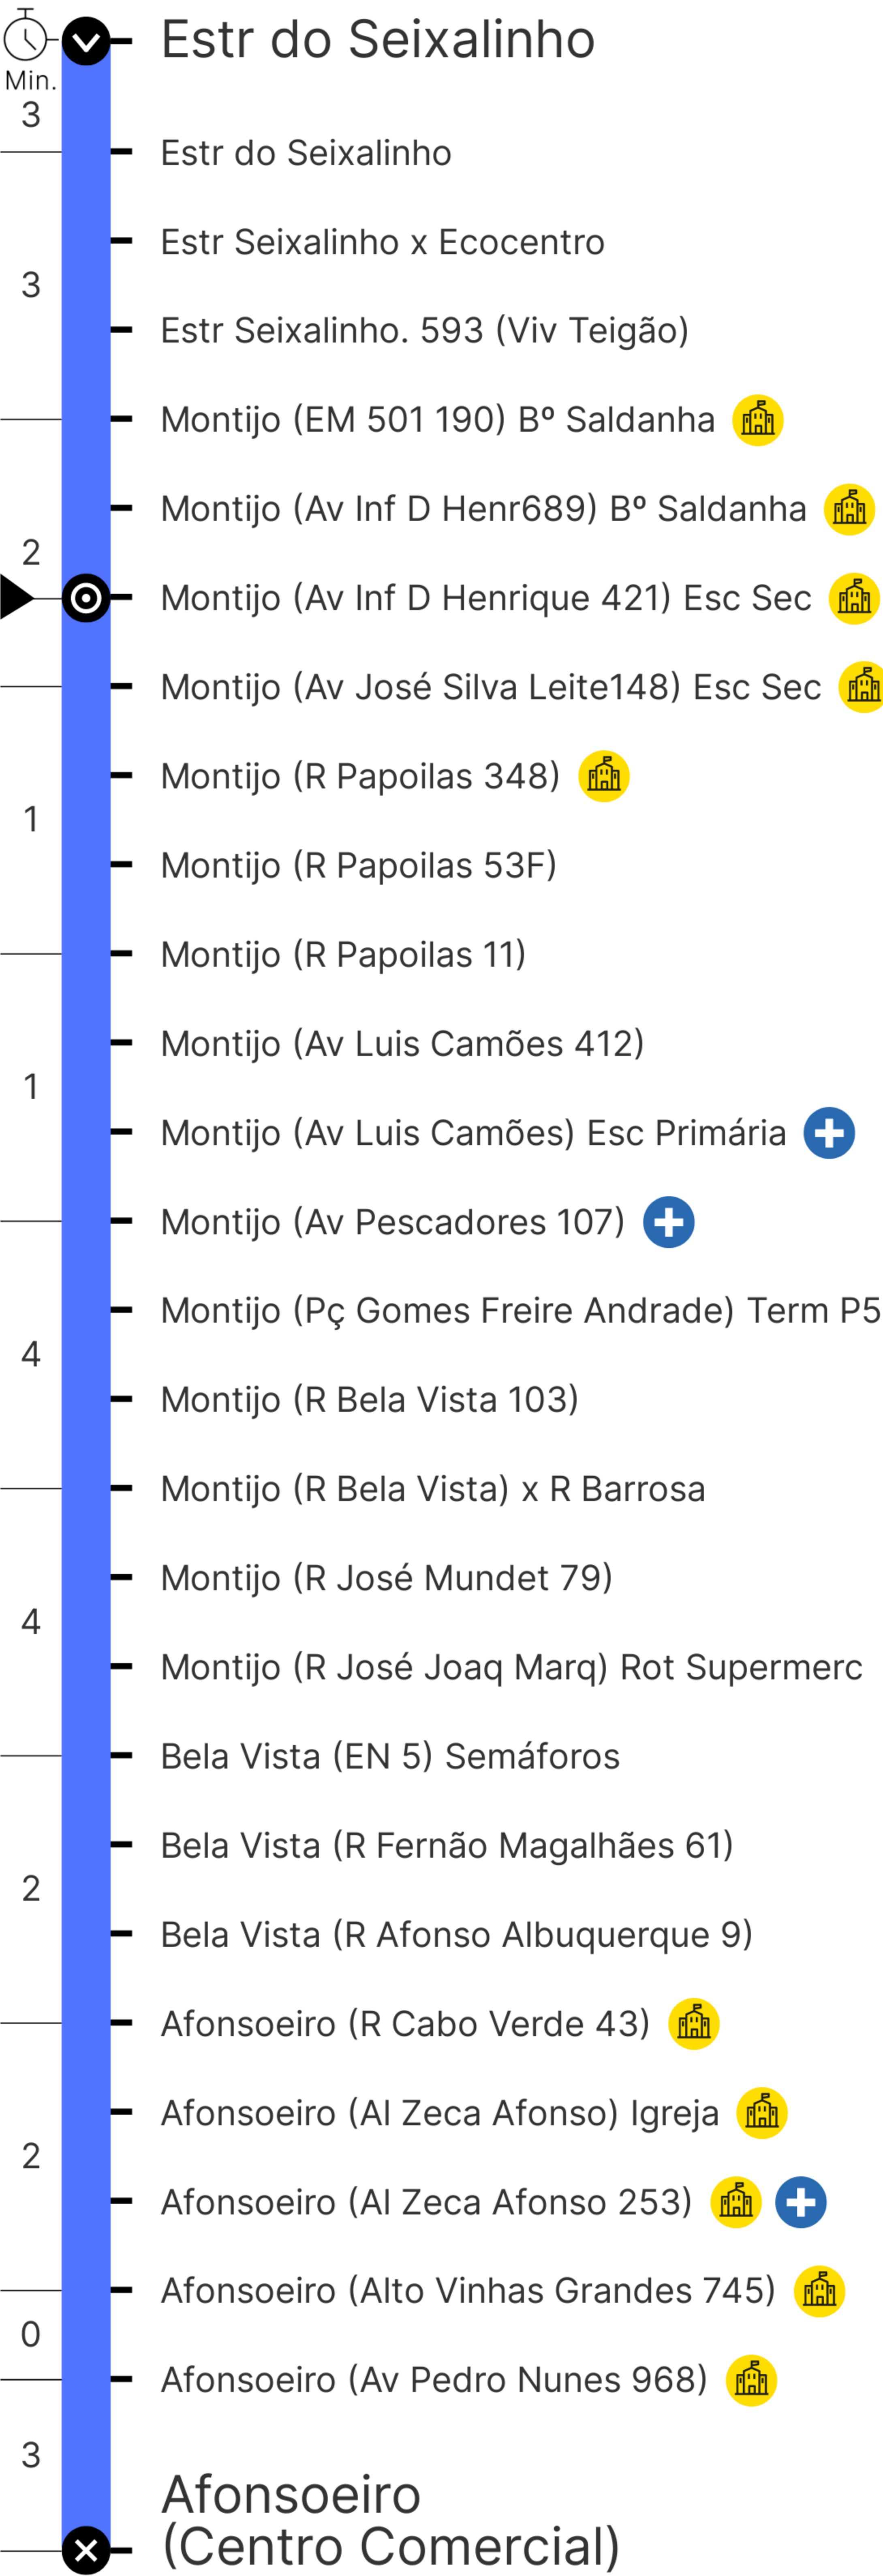 Estr do Seixalinho
Min.
3
Estr do Seixalinho
Estr Seixalinho x Ecocentro
3
Estr Seixalinho. 593 (Viv Teigão)
Montijo (EM 501 190) Bº Saldanha
Montijo (Av Inf D Henr689) Bº Saldanha
2
Montijo (Av Inf D Henrique 421) Esc Sec
Montijo (Av José Silva Leite148) Esc Sec
Montijo (R Papoilas 348)
1
Montijo (R Papoilas 53F)
Montijo (R Papoilas 11)
Montijo (Av Luis Camões 412)
1
Montijo (Av Luis Camões) Esc Primária
Montijo (Av Pescadores 107)
Montijo (Pç Gomes Freire Andrade) Term P5
4
Montijo (R Bela Vista 103)
Montijo (R Bela Vista) x R Barrosa
Montijo (R José Mundet 79)
4
Montijo (R José Joaq Marq) Rot Supermerc
Bela Vista (EN 5) Semáforos
Bela Vista (R Fernão Magalhães 61)
2
Bela Vista (R Afonso Albuquerque 9)
Afonsoeiro (R Cabo Verde 43)
Afonsoeiro (Al Zeca Afonso) Igreja
2
Afonsoeiro (Al Zeca Afonso 253)
Afonsoeiro (Alto Vinhas Grandes 745)
0
Afonsoeiro (Av Pedro Nunes 968)
3
Afonsoeiro
(Centro Comercial)